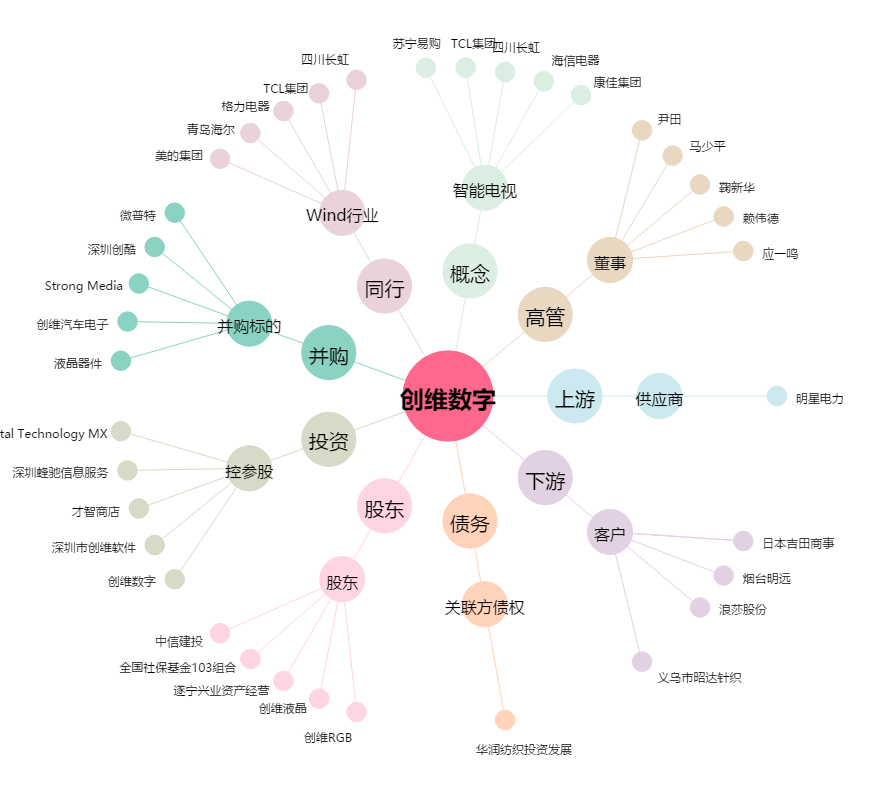 四川长虹
TCL集团
格力电器
青岛海尔
美的集团
Wind行业
同行
苏宁易购
TCL集团
四川长虹
海信电器
康佳集团
智能电视
概念
尹田
马少平
鞠新华
赖伟德
应一鸣
董事
高管
微普特
深圳创酷
Strong Media
创维汽车电子
液晶器件
并购标的
并购
创维数字
上游
供应商
明星电力
tal Technology MX
深圳蜂驰信息服务
才智商店
深圳市创维软件
创维数字
控参股
投资
下游
客户
日本吉田商事
烟台明远
浪莎股份
义乌市昭达针织
股东
股东
中信建投
全国社保基金103组合
遂宁兴业资产经营
创维液晶
创维RGB
债务
关联方债权
华润纺织投资发展